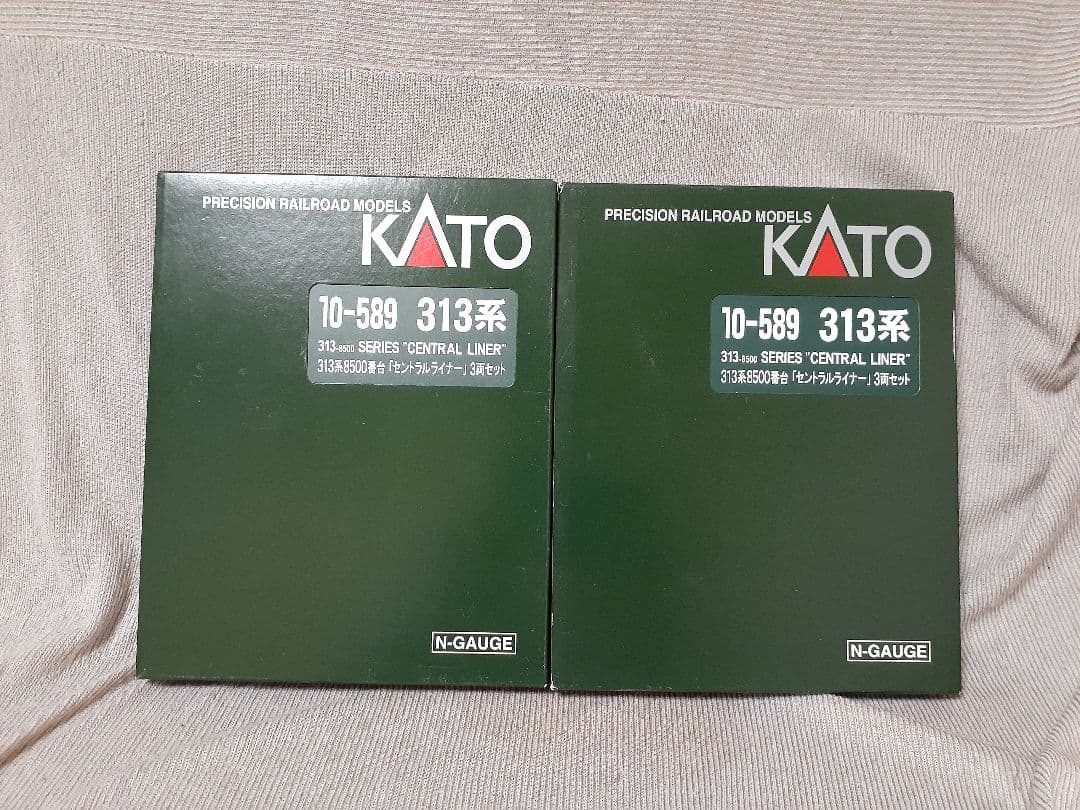 PRECISION RAILROAD MODELS
KATO
10-589 313系
313-8500 SERIES "CENTRAL LINER"
313系8500番台「セントラルライナー」3両セット
N-GAUGE
PRECISION RAILROAD MODELS
KATO
10-589 313系
313-8500 SERIES "CENTRAL LINER"
313系8500番台「セントラルライナー」3両セット
N-GAUGE